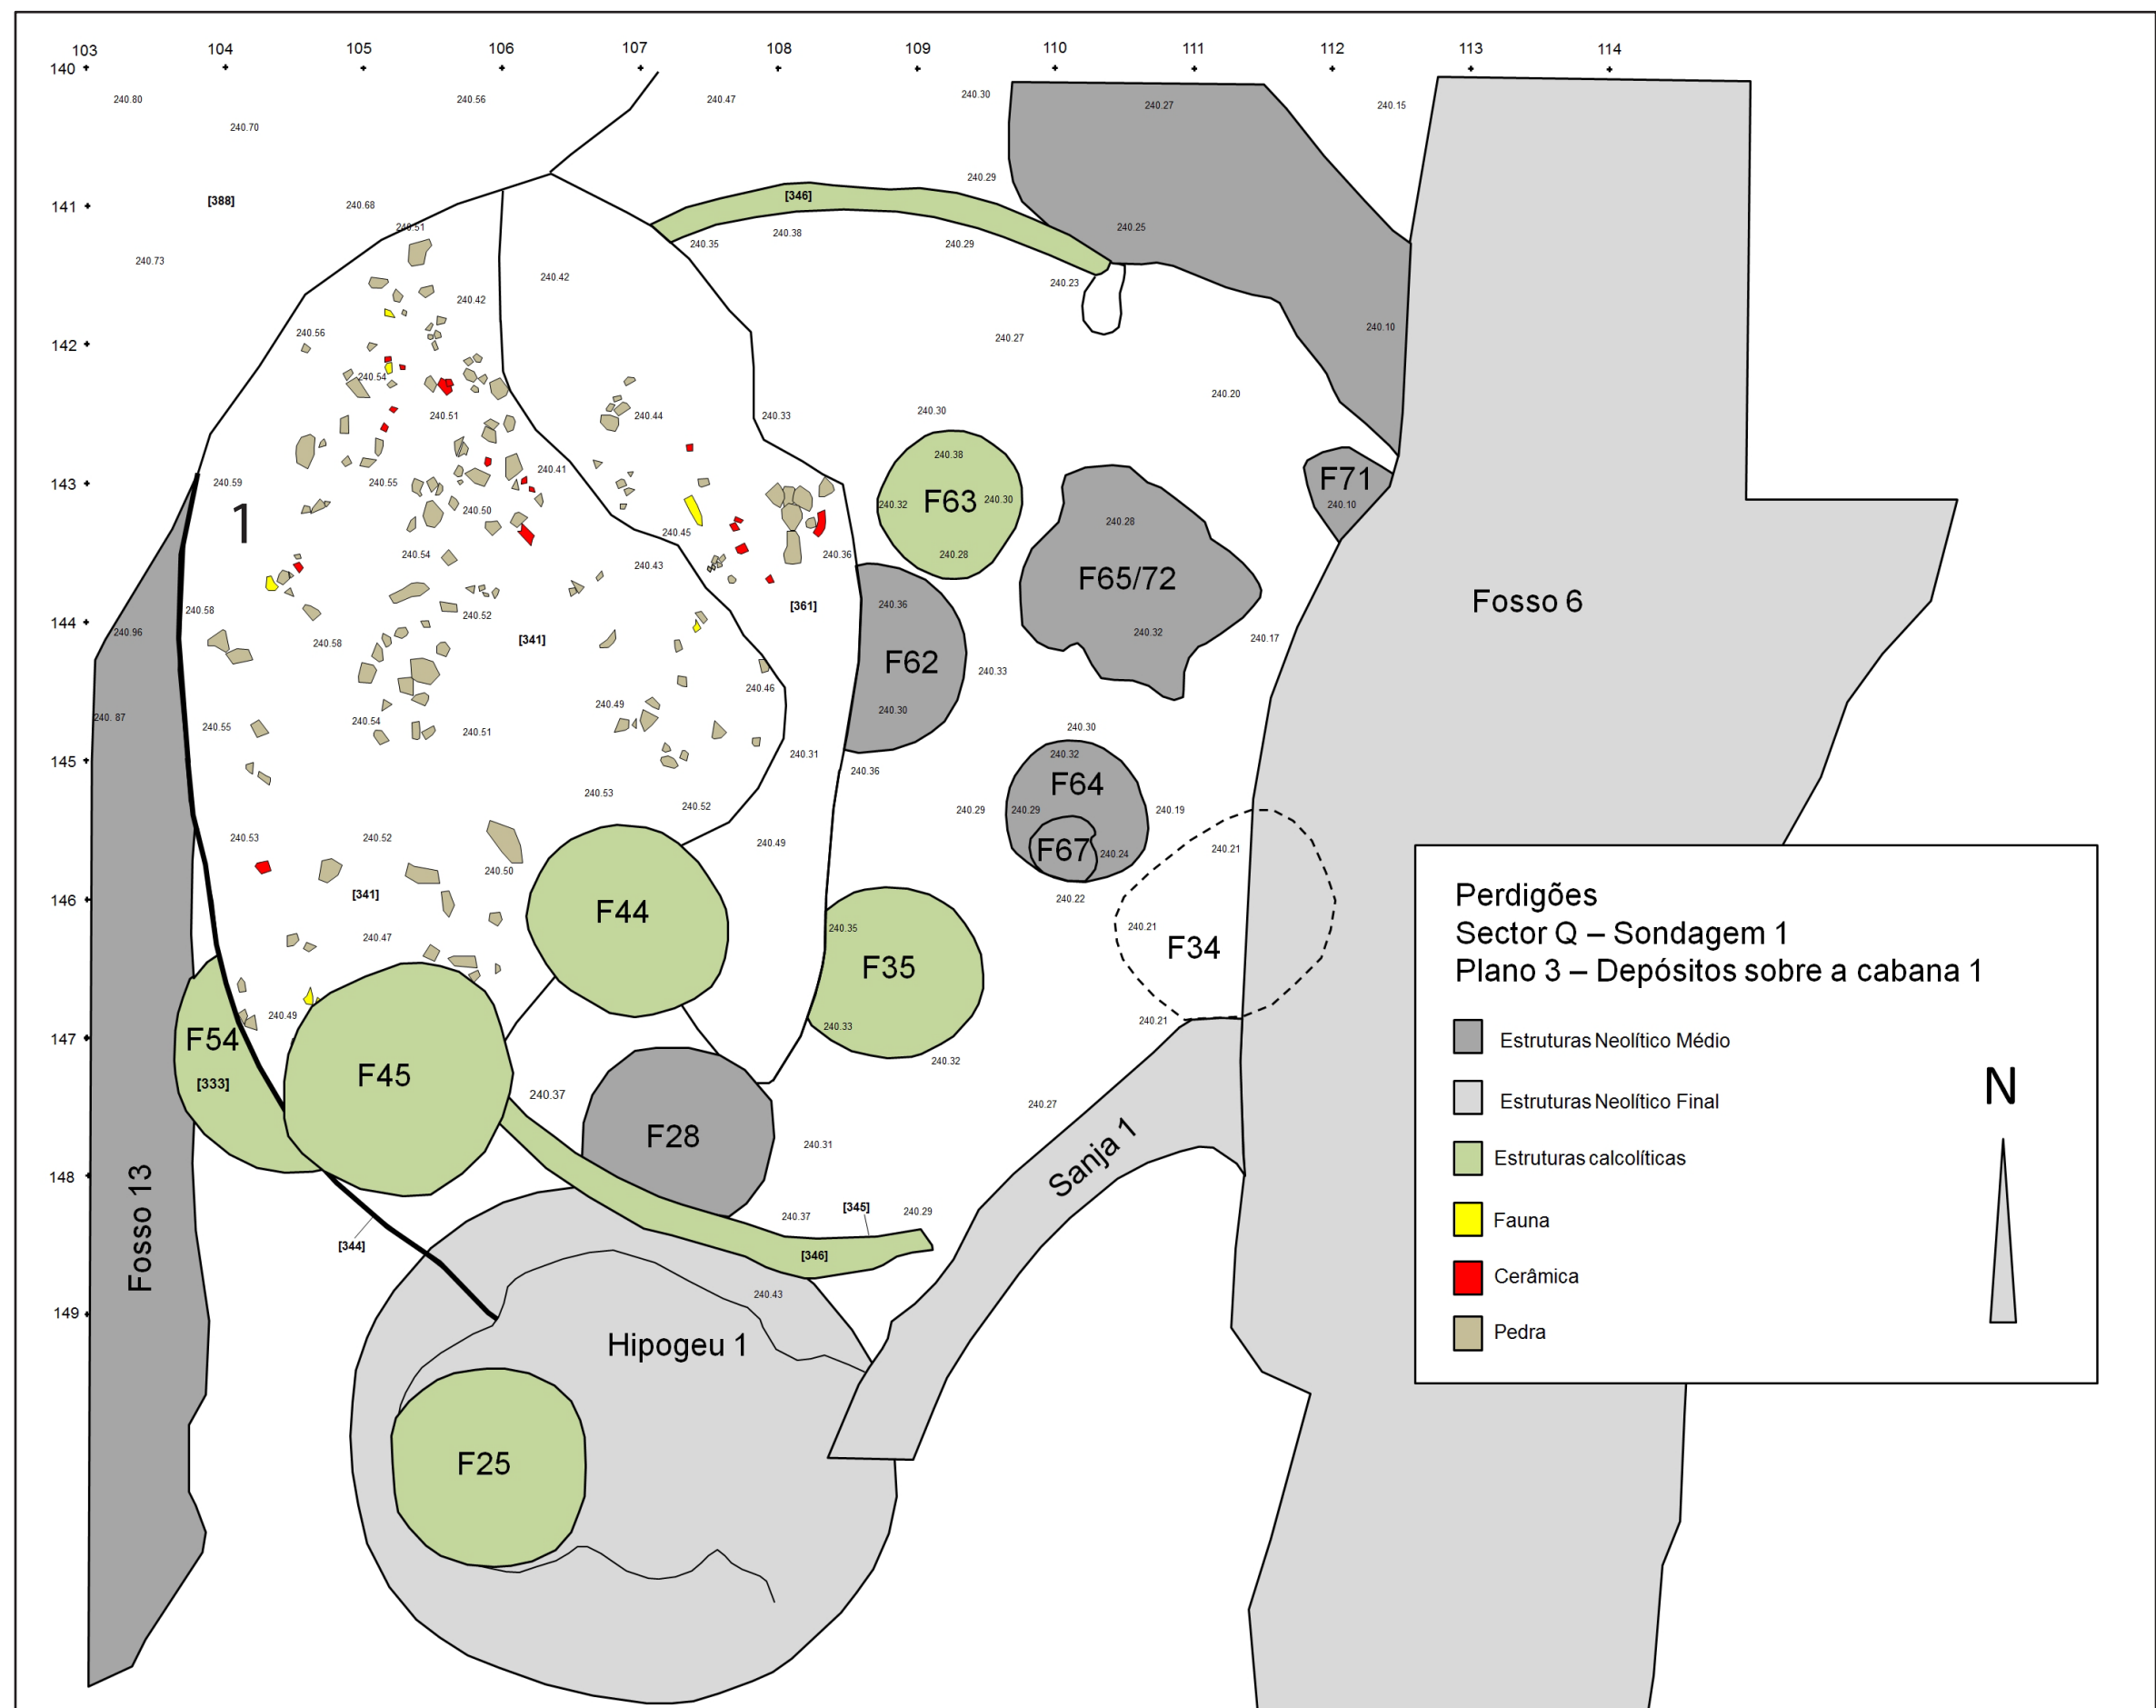 103 104 105 106 107 108 109 110 111 112 113 114
140
240.80 240.56 240.47 240.30 240.27 240.15
240.70
240.29
141 [388] 240.68 [346]
240.51 240.25
240.35 240.38 240.29
240.73 240.42 240.23
240.42
240.56 240.27 240.10
142
240.54 240.20
240.51 240.44 240.33 240.30
240.41 240.38
143 240.59 240.55 F71
1 240.50 240.32 F63 240.30 240.10
240.45 240.28
240.54 240.36 240.28
240.43 F65/72 Fosso 6
240.58 240.52 [361] 240.36
144 240.96 240.58 [341] 240.32 240.17
F62 240.33
240.49 240.46
240. 87 240.55 240.54 240.51 240.30 240.30
145 240.31 240.36 240.32
F64
240.53 240.52 240.29 240.29 240.19
240.53 240.52 240.49 F67 240.24 240.21
240.50
146 [341] 240.22
F44 240.35 240.21
240.47 F35 F34
240.49 240.33 240.21
147 F54 240.32
[333] F45 240.37 240.27
F28 240.31
148 Sanja 1
Fosso 13
240.37 [345] 240.29
[344] [346]
240.43
149 Hipogeu 1
F25
Perdigões
Sector Q – Sondagem 1
Plano 3 – Depósitos sobre a cabana 1
Estruturas Neolítico Médio
Estruturas Neolítico Final
Estruturas calcolíticas
Fauna
Cerâmica
Pedra
N